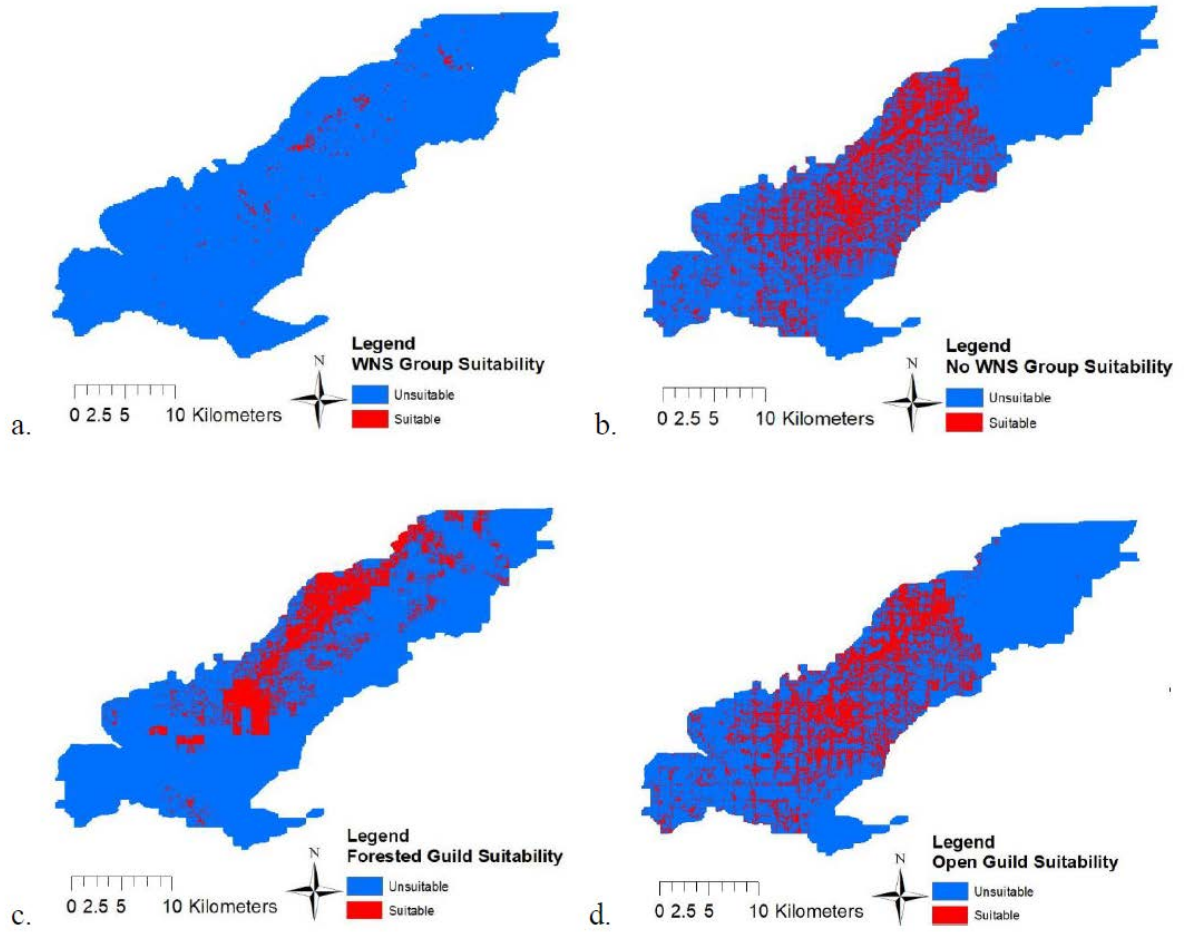 N
Legend
WNS Group Suitability
Unsuitable
Suitable
0 2.5 5 10 Kilometers
a.
N
Legend
No WNS Group Suitability
Unsuitable
Suitable
0 2.5 5 10 Kilometers
b.
N
Legend
Forested Guild Suitability
Unsuitable
Suitable
0 2.5 5 10 Kilometers
c.
N
Legend
Open Guild Suitability
Unsuitable
Suitable
0 2.5 5 10 Kilometers
d.